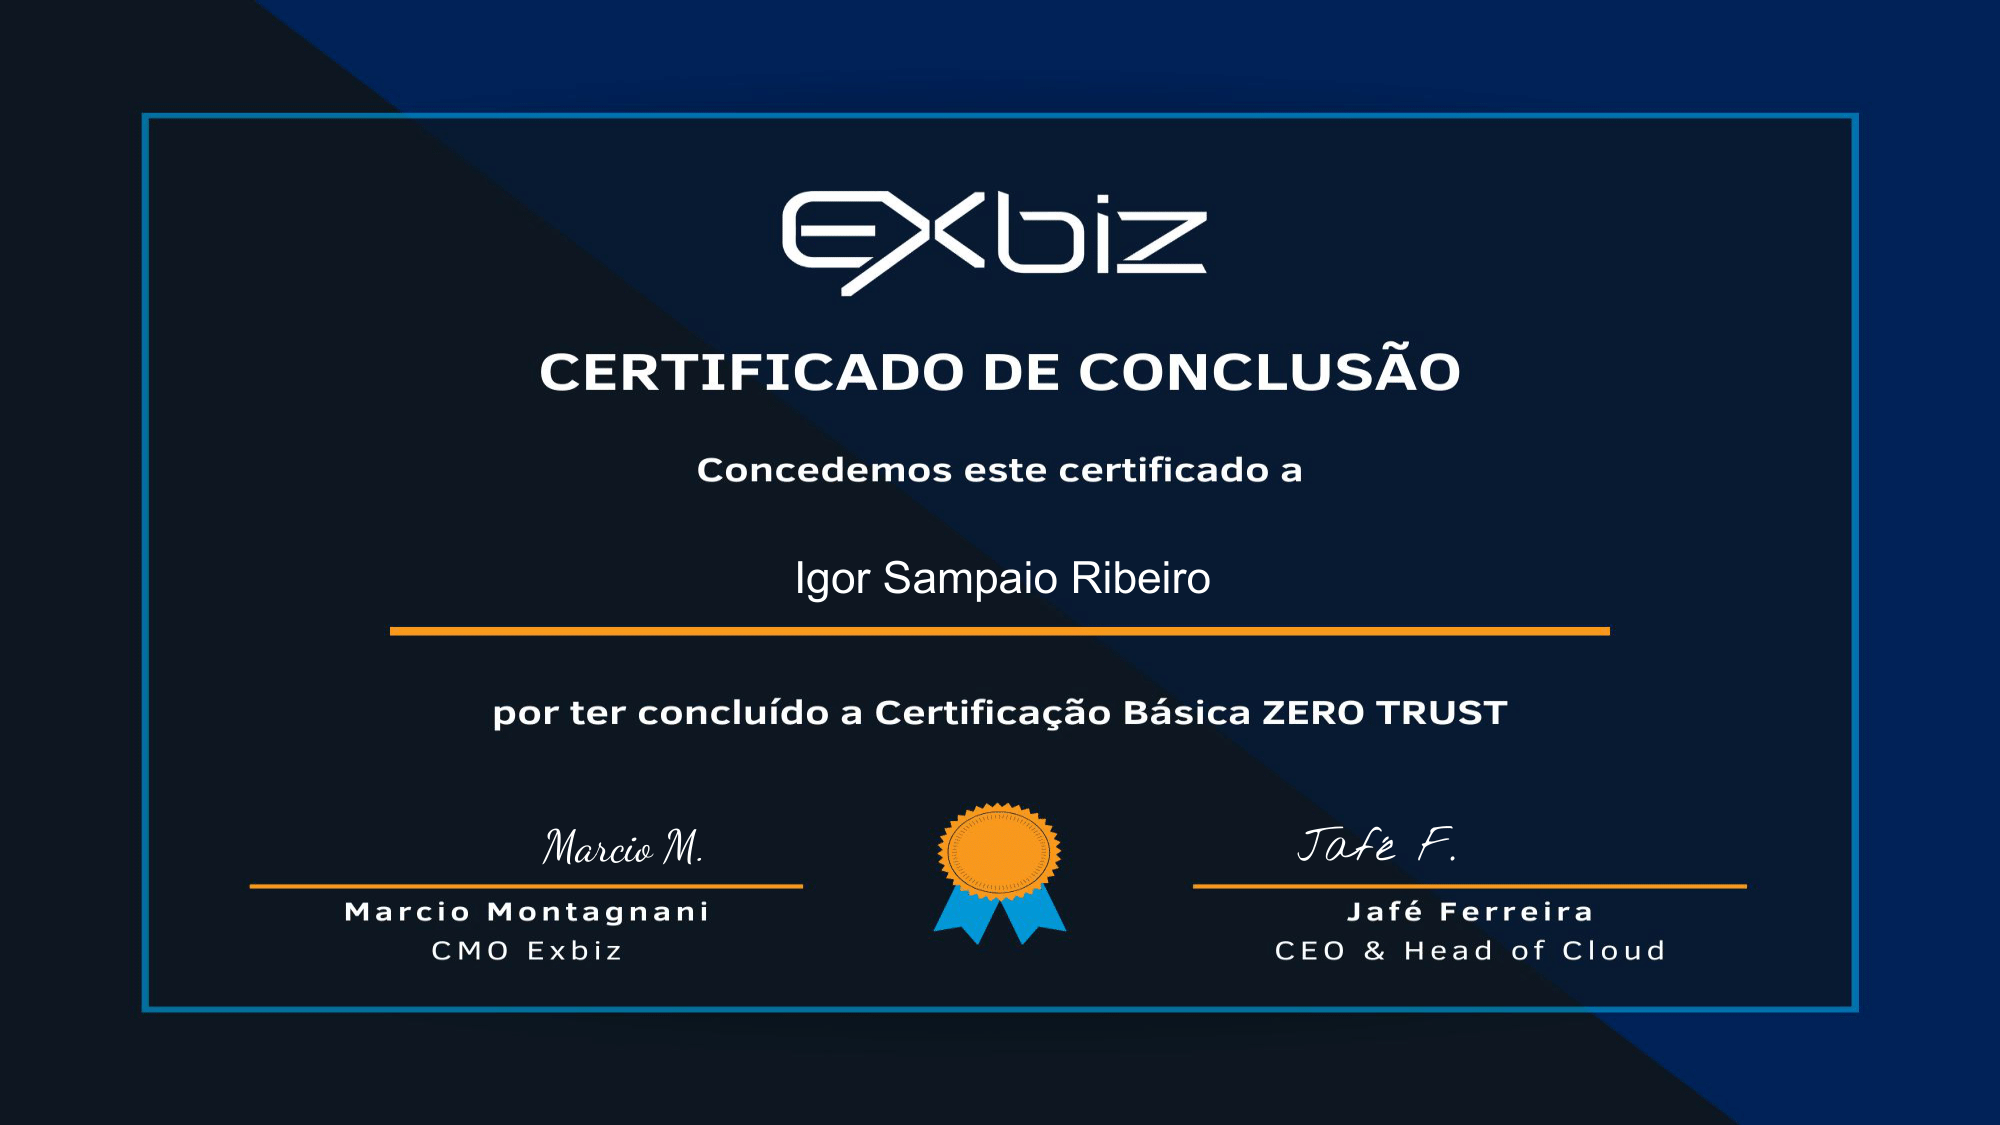 exbiz
CERTIFICADO DE CONCLUSÃO
Concedemos este certificado a
Igor Sampaio Ribeiro
por ter concluído a Certificação Básica ZERO TRUST
Marcio M.
Jafé F.
Marcio Montagnani
Jafé Ferreira
CMO Exbiz
CEO & Head of Cloud